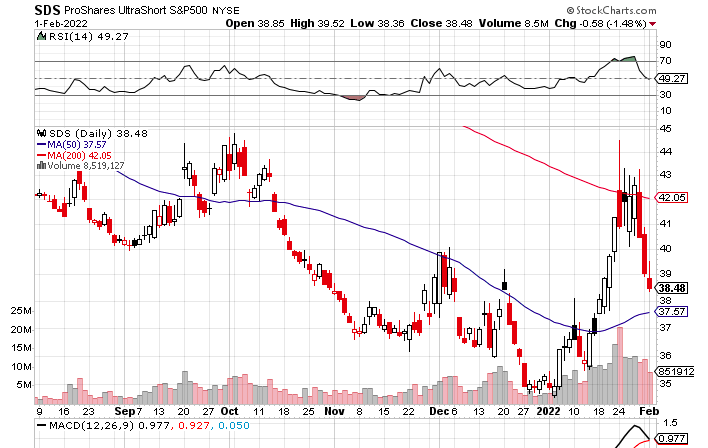 SDS ProShares UltraShort S&P500 NYSE © StockCharts.com
1-Feb-2022 Open 38.85 High 39.52 Low 38.36 Close 38.48 Volume 8.5M Chg -0.58 (-1.48%)
RSI(14) 49.27
90
70
49.27
30
10
SDS (Daily) 38.48
MA(50) 37.57
MA(200) 42.05
Volume 8,519,127
45
44
43
42.05
41
40
39
38.48
37.57
37
36
35
8519127
25M
20M
15M
10M
5M
9 16 23 Sep 13 20 27 Oct 11 18 25 Nov 8 15 22 Dec 6 13 20 27 2022 10 18 24 Feb
MACD(12,26,9) 0.977, 0.927, 0.050
1.5
0.977